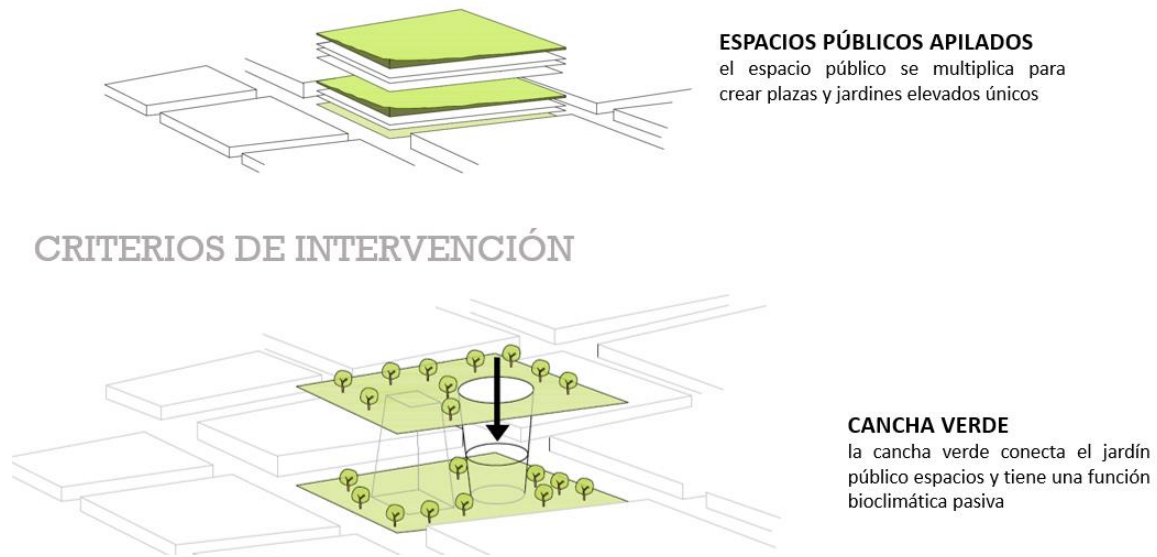 ESPACIOS PÚBLICOS APILADOS
el espacio público se multiplica para
crear plazas y jardines elevados únicos
CRITERIOS DE INTERVENCIÓN
CANCHA VERDE
la cancha verde conecta el jardín
público espacios y tiene una función
bioclimática pasiva